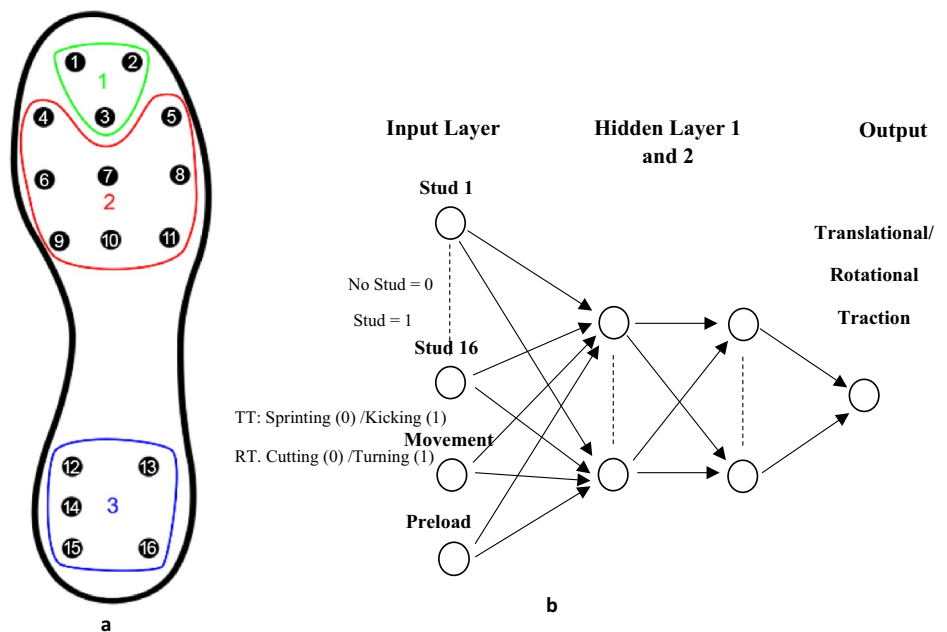 1 2
1
4 3 5
6 7 8
2
9 10 11
12 13
14 3
15 16
a
Input Layer
Hidden Layer 1
and 2
Output
Stud 1
No Stud = 0
Stud = 1
Stud 16
TT: Sprinting (0) /Kicking (1)
Movement
RT. Cutting (0) /Turning (1)
Preload
Translational/
Rotational
Traction
b